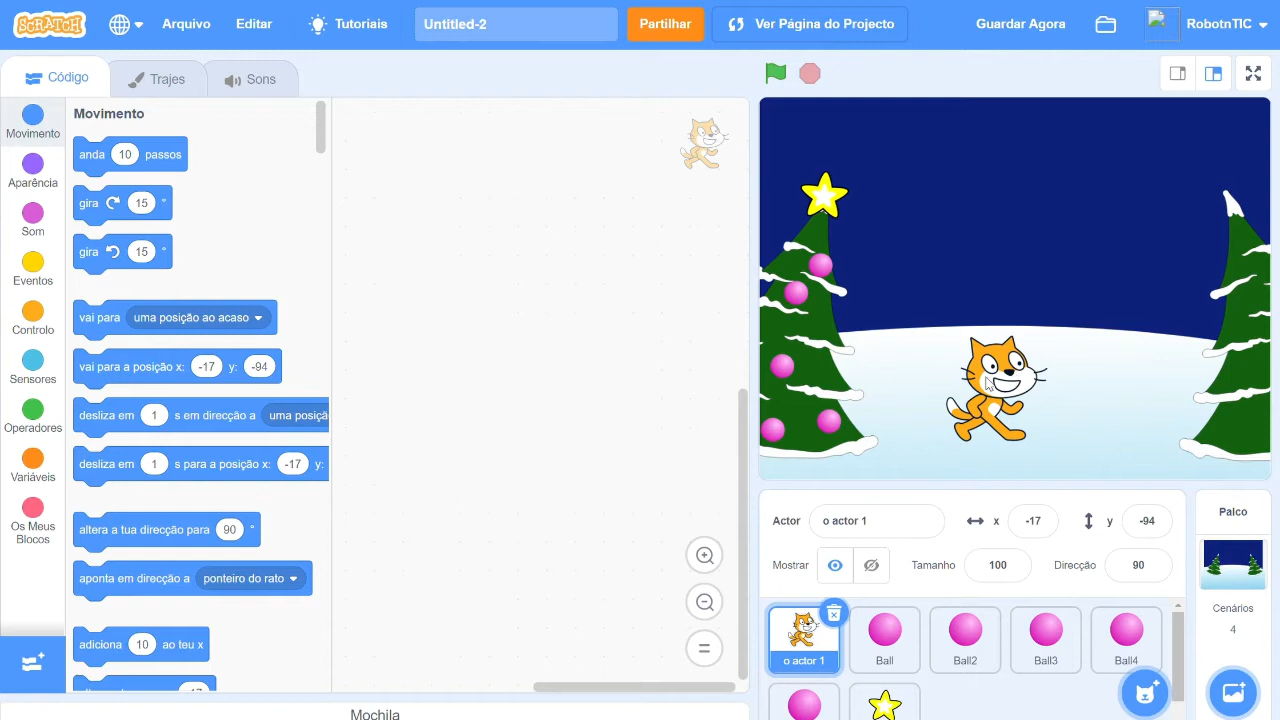 SCRATCH
Arquivo
Editar
Tutoriais
Untitled-2
Partilhar
Ver Página do Projecto
Guardar Agora
RobotnTIC
Código
Trajes
Sons
Movimento
Aparência
Som
Eventos
Controlo
Sensores
Operadores
Variáveis
Os Meus
Blocos
Movimento
anda 10 passos
gira 15 °
gira 15 °
vai para uma posição ao acaso
vai para a posição x: -17 y: -94
desliza em 1 s em direcção a uma posiçã
desliza em 1 s para a posição x: -17 y:
altera a tua direcção para 90 °
aponta em direcção a ponteiro do rato
adiciona 10 ao teu x
Mochila
Actor o actor 1 x -17 y -94
Mostrar Tamanho 100 Direcção 90
o actor 1
Ball
Ball2
Ball3
Ball4
Palco
Cenários
4